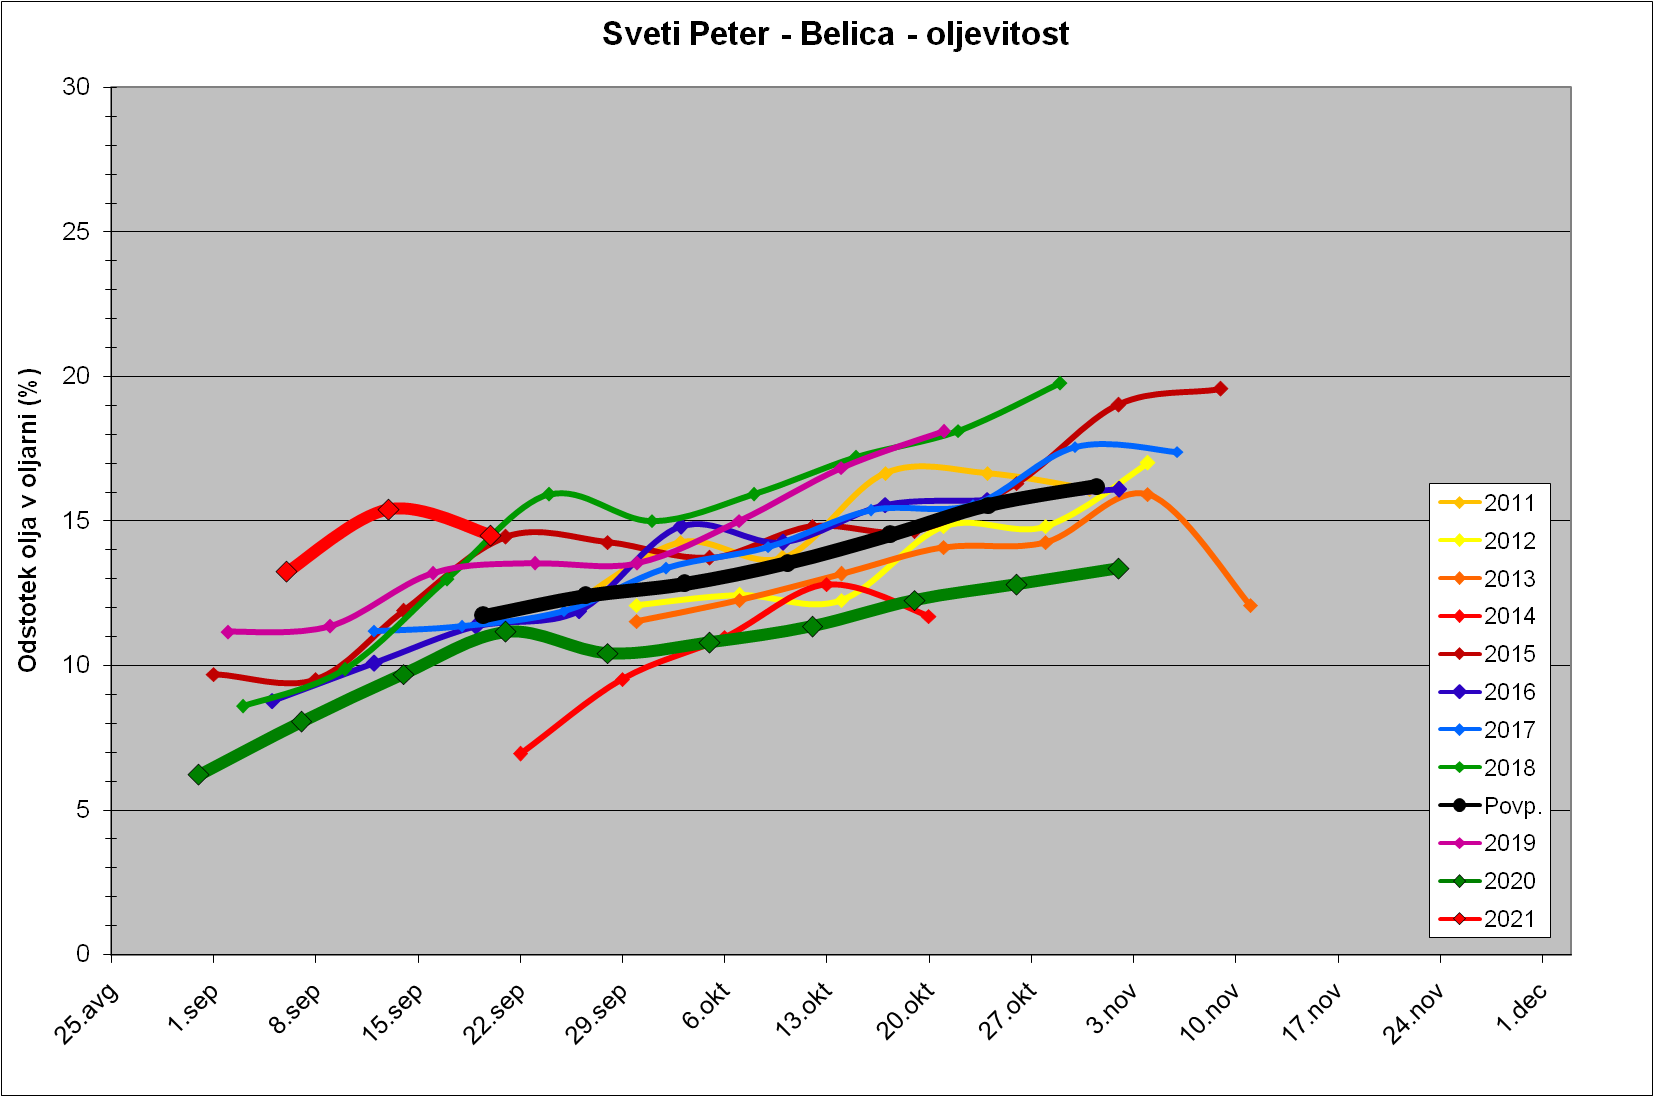 Sveti Peter - Belica - oljevitost
Odstotek olja v oljarni (%)
30
25
20
15
10
5
0
25.avg
1.sep
8.sep
15.sep
22.sep
29.sep
6.okt
13.okt
20.okt
27.okt
3.nov
10.nov
17.nov
24.nov
1.dec
2011
2012
2013
2014
2015
2016
2017
2018
Povp.
2019
2020
2021